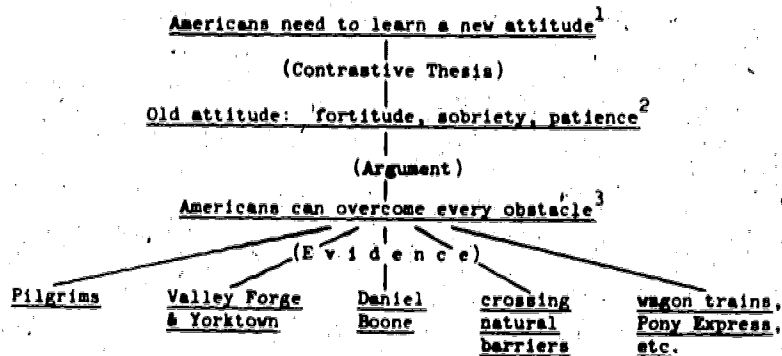 Americans need to learn a new attitude1
(Contrastive Thesis)
Old attitude: fortitude, sobriety, patience2
(Argument)
Americans can overcome every obstacle3
(E v i d e n c e)
Pilgrims Valley Forge Daniel crossing wagon trains,
& Yorktown Boone natural Pony Express,
barriers etc.